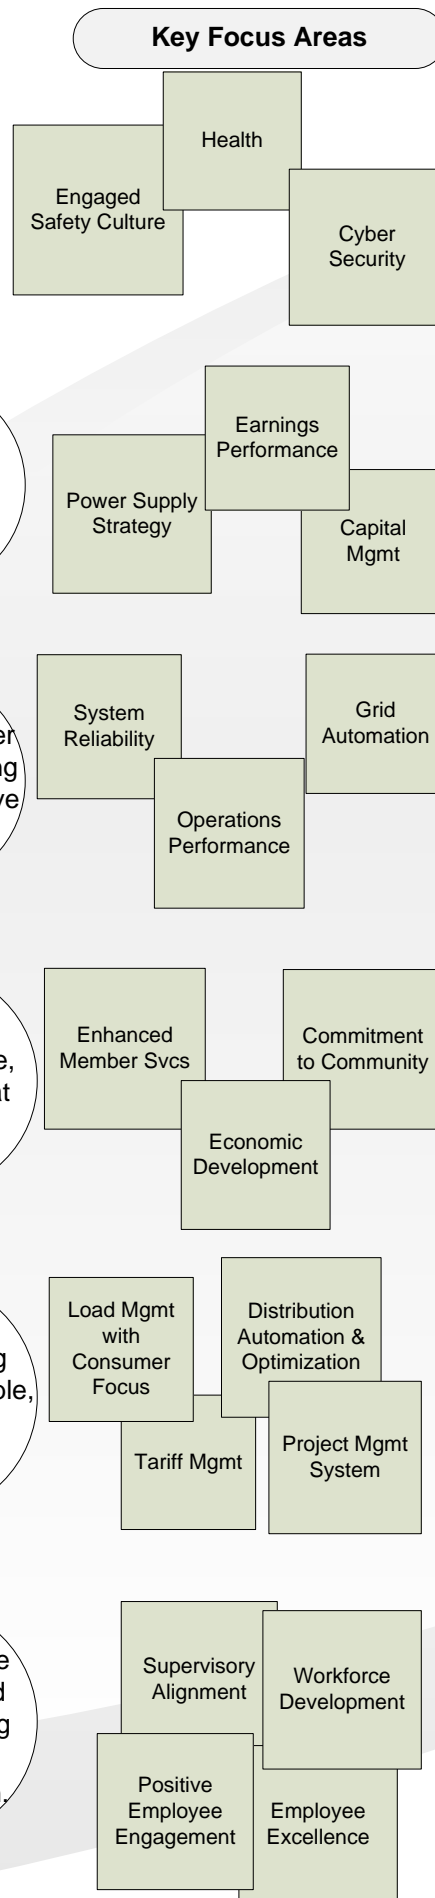 Key Focus Areas
Health
Engaged
Safety Culture
Cyber
Security
Earnings
Performance
Power Supply
Strategy
Capital
Mgmt
System
Reliability
Grid
Automation
Operations
Performance
Enhanced
Member Svcs
Commitment
to Community
Economic
Development
Load Mgmt
with
Consumer
Focus
Distribution
Automation &
Optimization
Tariff Mgmt
Project Mgmt
System
Supervisory
Alignment
Workforce
Development
Positive
Employee
Engagement
Employee
Excellence